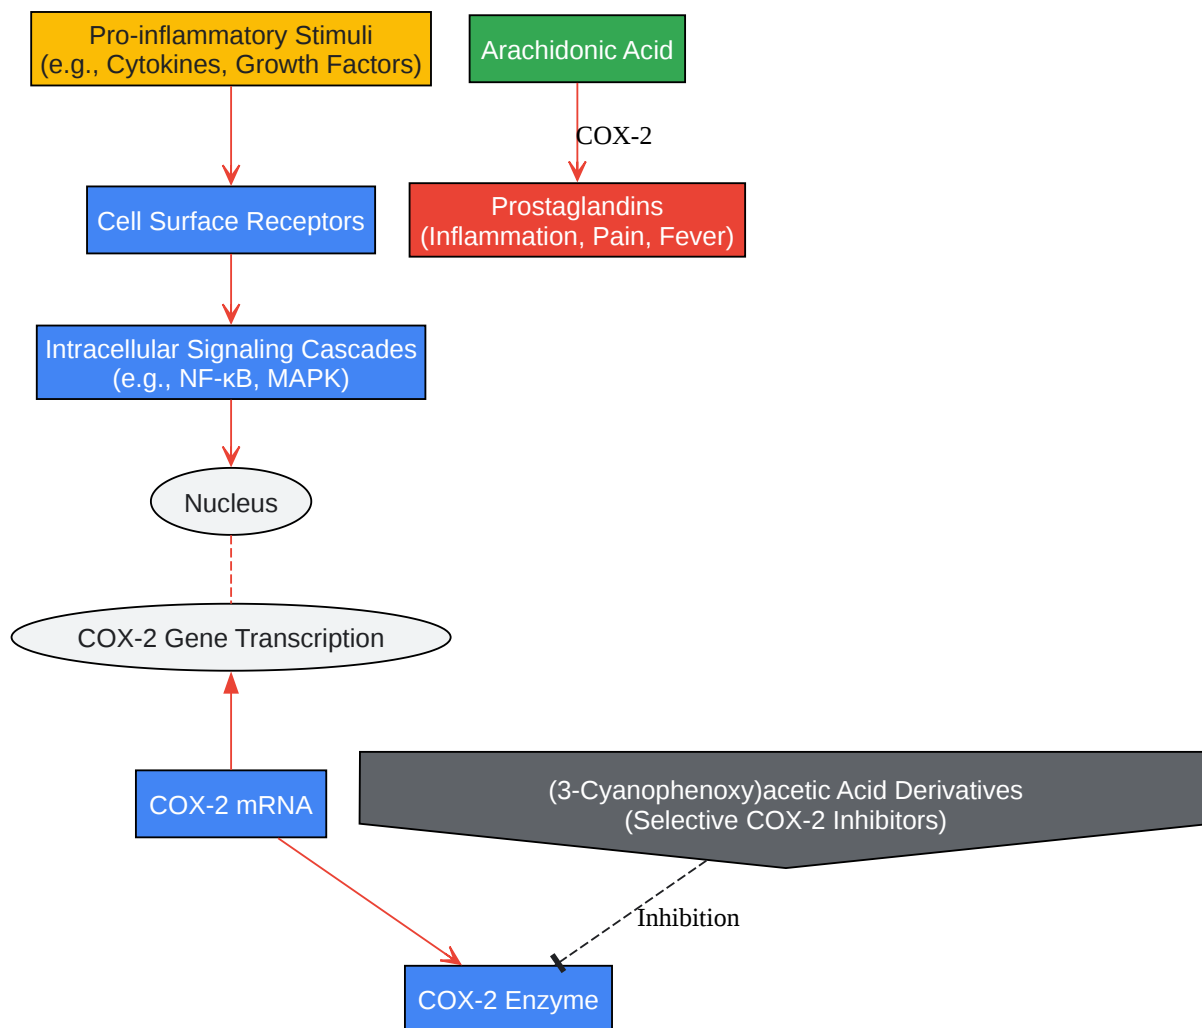 Pro-inflammatory Stimuli
(e.g., Cytokines, Growth Factors)
Arachidonic Acid
COX-2
Cell Surface Receptors
Prostaglandins
(Inflammation, Pain, Fever)
Intracellular Signaling Cascades
(e.g., NF-κB, MAPK)
Nucleus
COX-2 Gene Transcription
COX-2 mRNA
(3-Cyanophenoxy)acetic Acid Derivatives
(Selective COX-2 Inhibitors)
Inhibition
COX-2 Enzyme